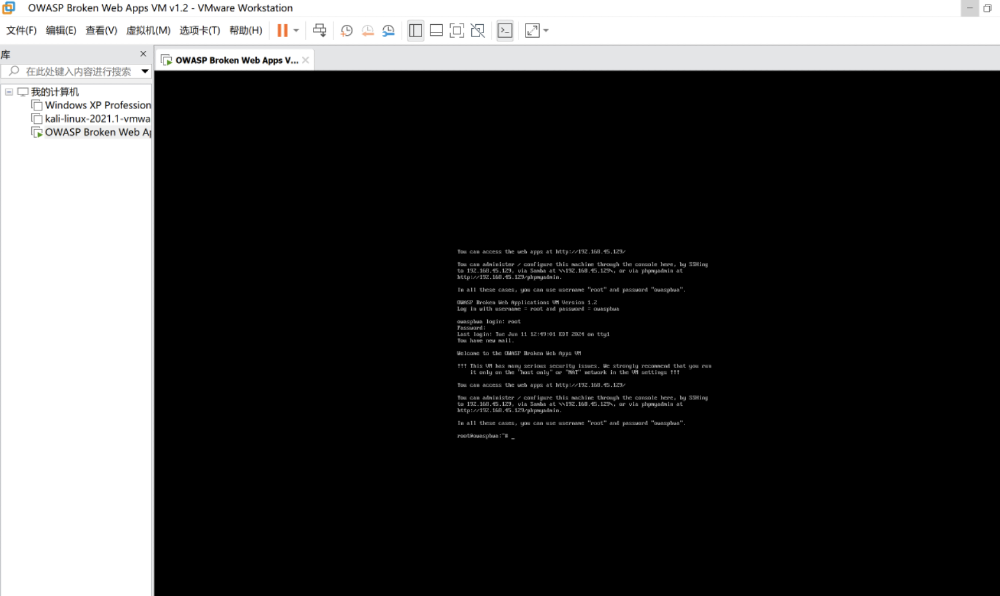 OWASP Broken Web Apps VM v1.2 - VMware Workstation
文件(F) 编辑(E) 查看(V) 虚拟机(M) 选项卡(T) 帮助(H)
库
在此处键入内容进行搜索
我的计算机
Windows XP Profession
kali-linux-2021.1-vmwa
OWASP Broken Web Ap
OWASP Broken Web Apps V...
You can access the web apps at http://192.168.45.129/
You can administer / configure this machine through the console here, by SSHing
to 192.168.45.129, via Samba at \\192.168.45.129\, or via phpmyadmin at
http://192.168.45.129/phpmyadmin.
In all these cases, you can use username "root" and password "owaspbwa".
OWASP Broken Web Applications VM Version 1.2
Log in with username = root and password = owaspbwa
owaspbwa login: root
Password:
Last login: Tue Jun 11 12:49:01 EDT 2024 on tty1
You have new mail.
Welcome to the OWASP Broken Web Apps VM
!!! This VM has many serious security issues. We strongly recommend that you run
it only on the "host only" or "NAT" network in the VM settings !!!
You can access the web apps at http://192.168.45.129/
You can administer / configure this machine through the console here, by SSHing
to 192.168.45.129, via Samba at \\192.168.45.129\, or via phpmyadmin at
http://192.168.45.129/phpmyadmin.
In all these cases, you can use username "root" and password "owaspbwa".
root@owaspbwa:~# _